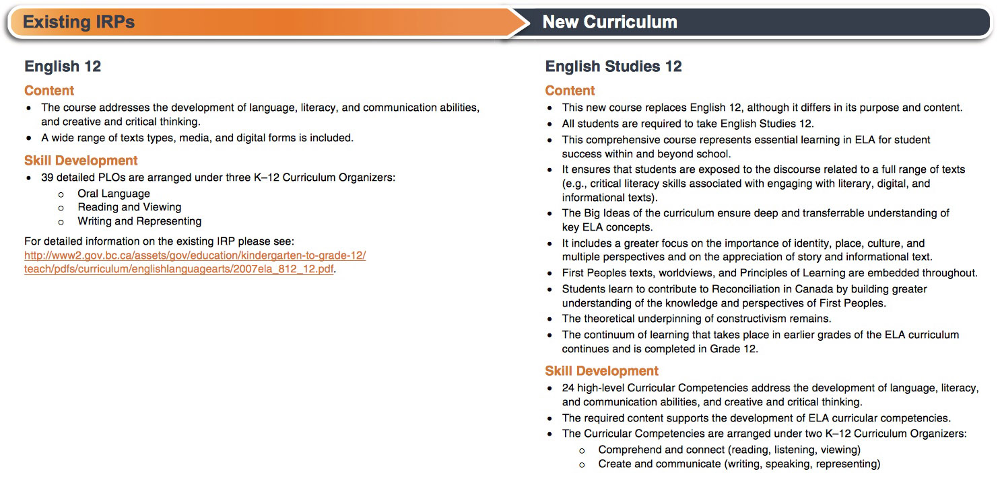 Existing IRPs
New Curriculum
English 12
Content
• The course addresses the development of language, literacy, and communication abilities,
and creative and critical thinking.
• A wide range of texts types, media, and digital forms is included.
Skill Development
• 39 detailed PLOs are arranged under three K–12 Curriculum Organizers:
o Oral Language
o Reading and Viewing
o Writing and Representing
For detailed information on the existing IRP please see:
http://www2.gov.bc.ca/assets/gov/education/kindergarten-to-grade-12/
teach/pdfs/curriculum/englishlanguagearts/2007ela_812_12.pdf.
English Studies 12
Content
• This new course replaces English 12, although it differs in its purpose and content.
• All students are required to take English Studies 12.
• This comprehensive course represents essential learning in ELA for student
success within and beyond school.
• It ensures that students are exposed to the discourse related to a full range of texts
(e.g., critical literacy skills associated with engaging with literary, digital, and
informational texts).
• The Big Ideas of the curriculum ensure deep and transferrable understanding of
key ELA concepts.
• It includes a greater focus on the importance of identity, place, culture, and
multiple perspectives and on the appreciation of story and informational text.
• First Peoples texts, worldviews, and Principles of Learning are embedded throughout.
• Students learn to contribute to Reconciliation in Canada by building greater
understanding of the knowledge and perspectives of First Peoples.
• The theoretical underpinning of constructivism remains.
• The continuum of learning that takes place in earlier grades of the ELA curriculum
continues and is completed in Grade 12.
Skill Development
• 24 high-level Curricular Competencies address the development of language, literacy,
and communication abilities, and creative and critical thinking.
• The required content supports the development of ELA curricular competencies.
• The Curricular Competencies are arranged under two K–12 Curriculum Organizers:
o Comprehend and connect (reading, listening, viewing)
o Create and communicate (writing, speaking, representing)